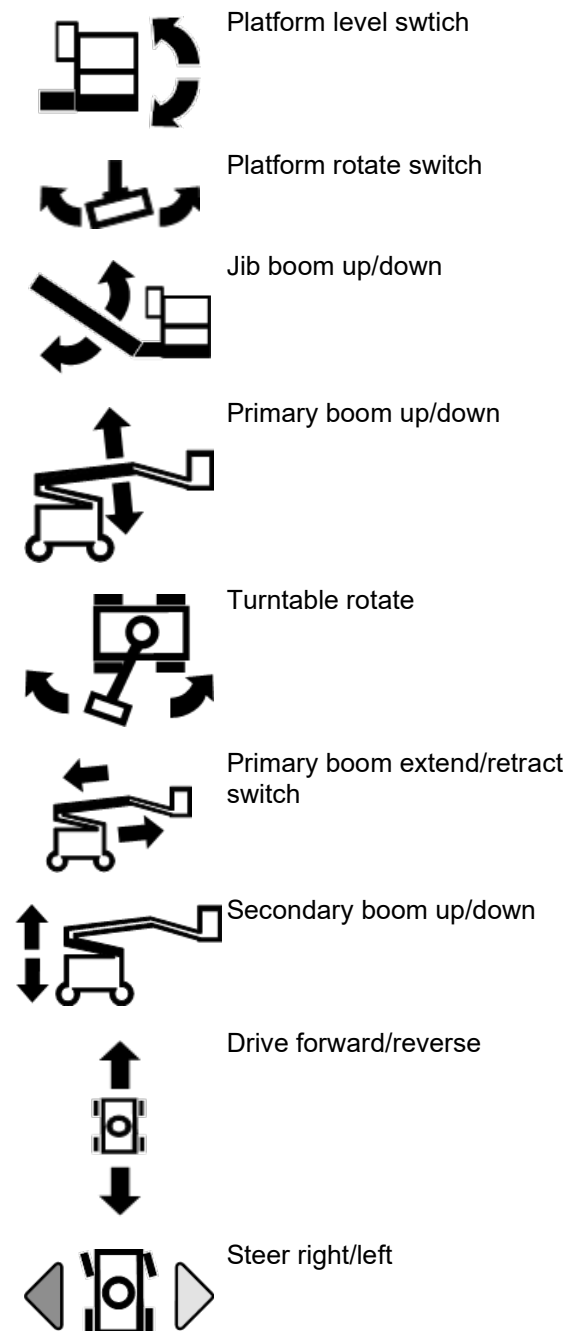 Platform level swtich
Platform rotate switch
Jib boom up/down
Primary boom up/down
Turntable rotate
Primary boom extend/retract
switch
Secondary boom up/down
Drive forward/reverse
Steer right/left